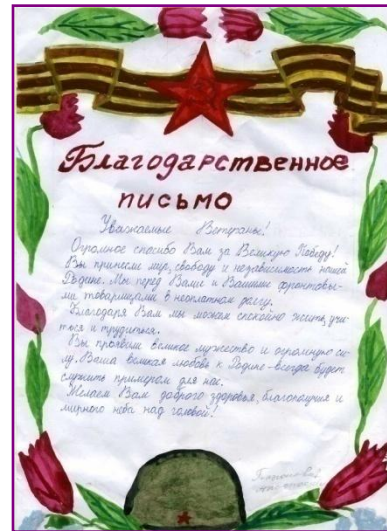 Благодарственное
письмо
Уважаемые Ветераны!
Огромное спасибо Вам за Великую Победу!
Вы принесли мир, свободу и независимость нашей
Родине. Мы перед Вами и Вашими фронтовы-
ми товарищами в неоплатном долгу.
Благодаря Вам мы можем спокойно жить, учи-
ться и трудиться.
Вы проявили великое мужество и огромную си-
лу. Ваша великая любовь к Родине - всегда будет
служить примером для нас.
Желаем Вам доброго здоровья, благополучия и
мирного неба над головой!